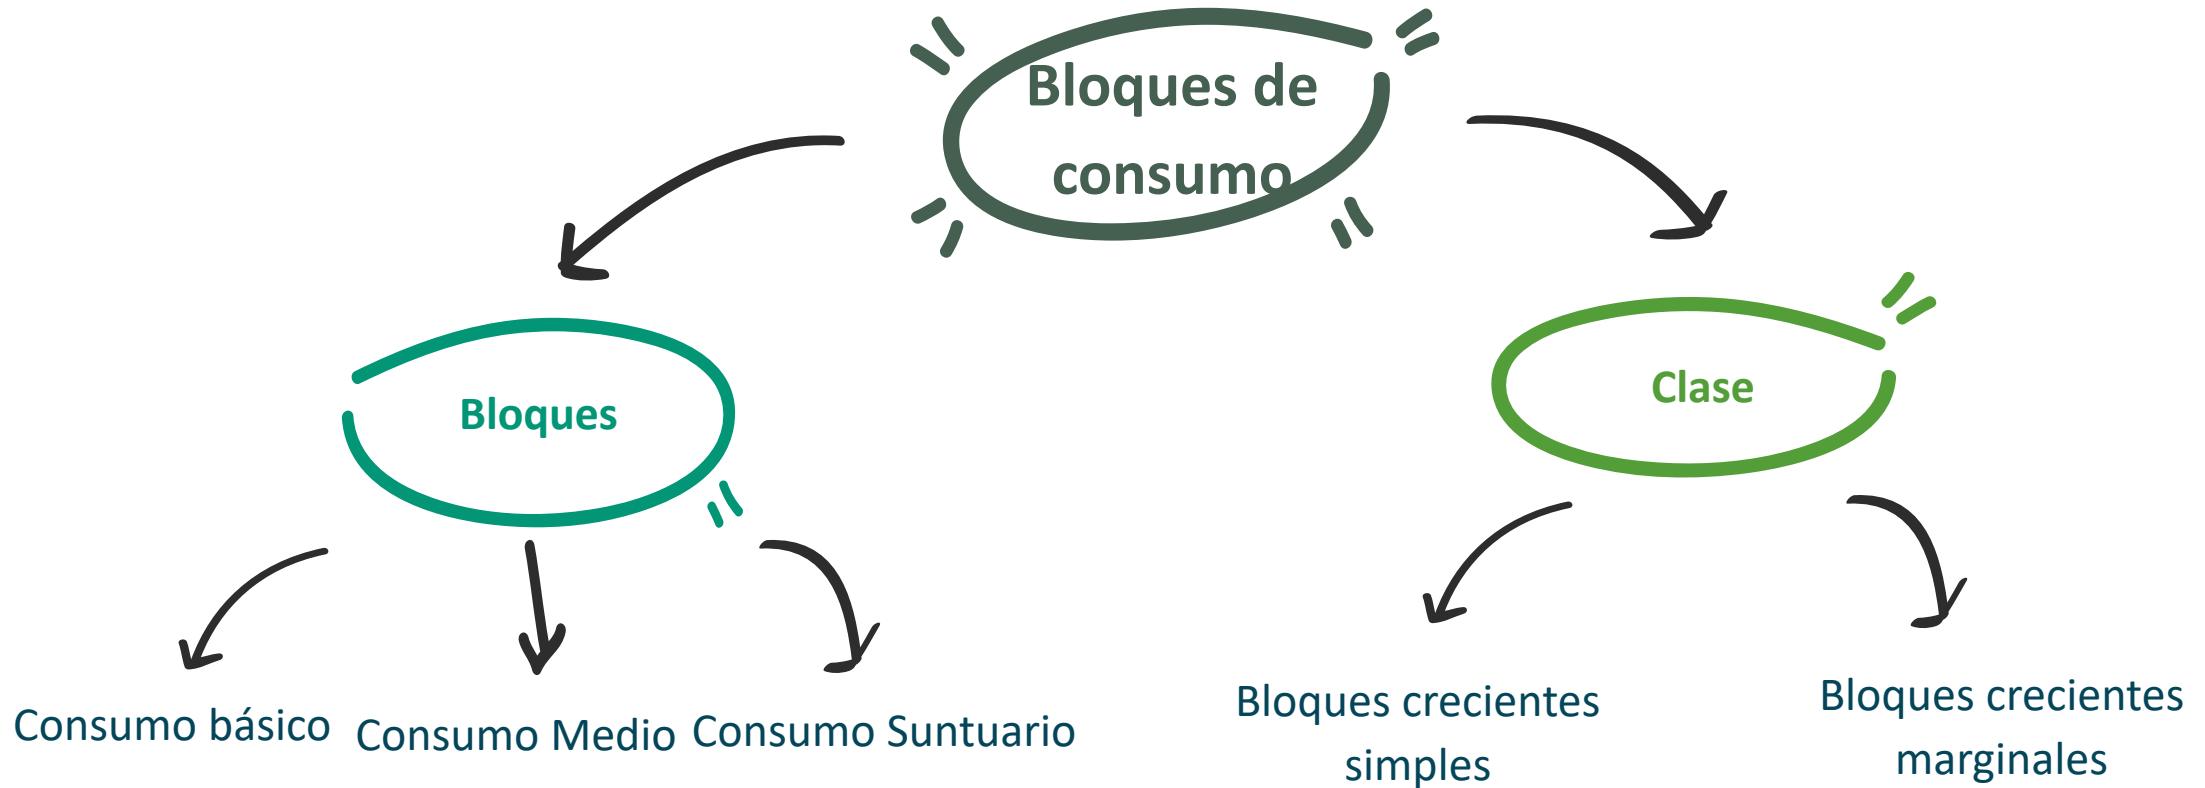 Bloques de
consumo
Bloques
Clase
Consumo básico
Consumo Medio
Consumo Suntuario
Bloques crecientes
simples
Bloques crecientes
marginales